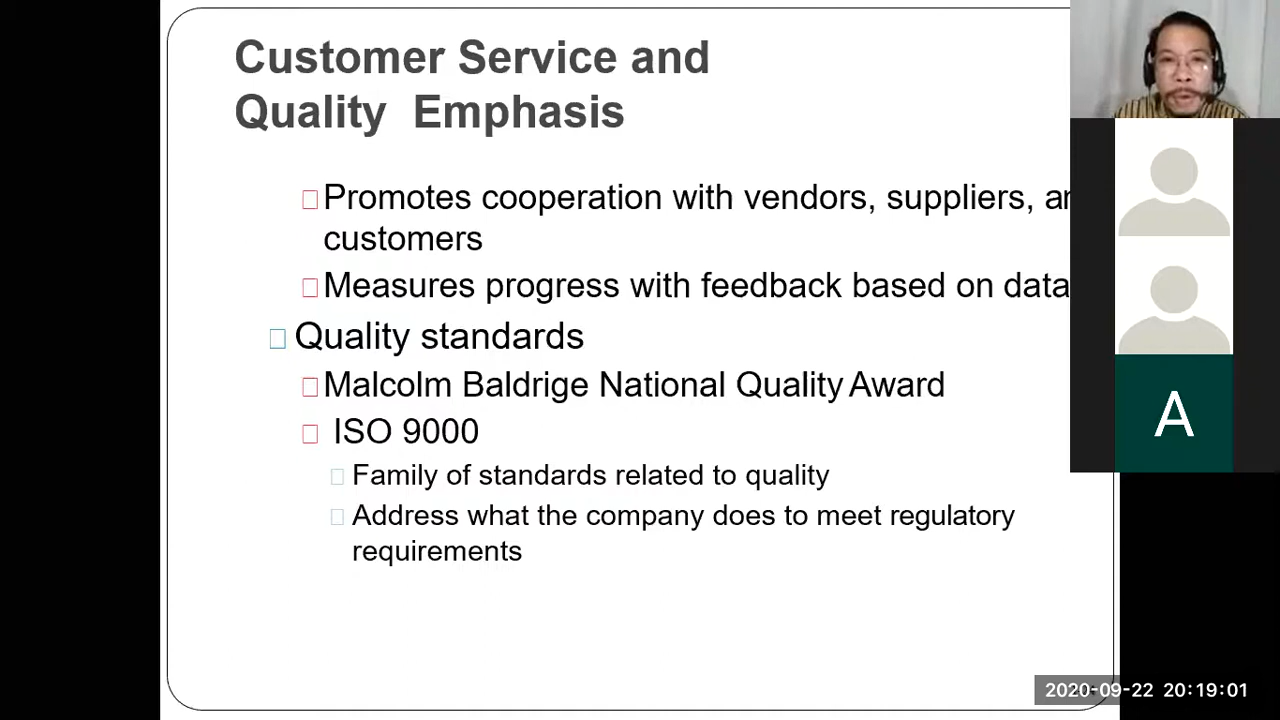 Customer Service and
Quality Emphasis
Promotes cooperation with vendors, suppliers,
customers
Measures progress with feedback based on data
Quality standards
Malcolm Baldrige National Quality Award
ISO 9000
Family of standards related to quality
Address what the company does to meet regulatory
requirements
A
2020-09-22 20:19:01